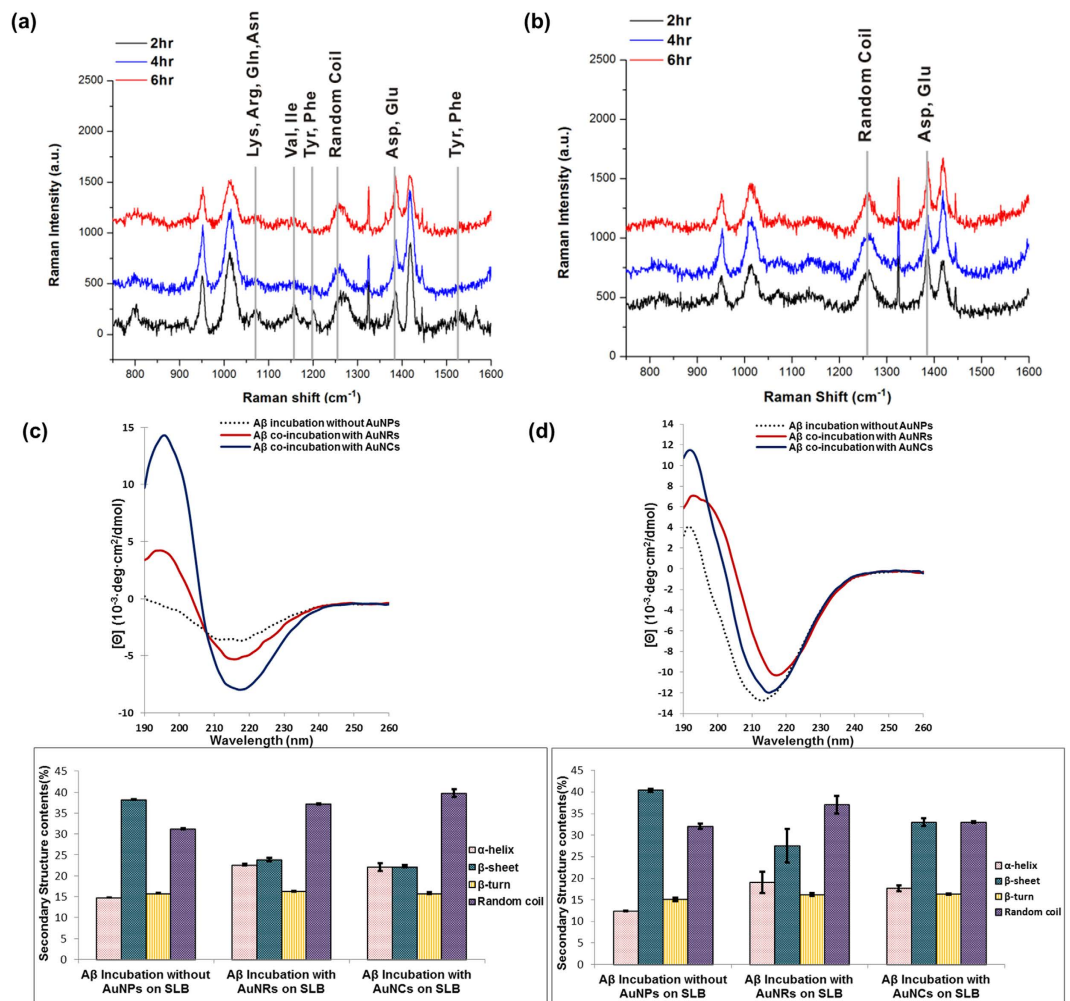 (a)
2hr
4hr
6hr
Lys, Arg, Gln,Asn
Val, Ile
Tyr, Phe
Random Coil
Asp, Glu
Tyr, Phe
Raman Intensity (a.u.)
2500
2000
1500
1000
500
0
800 900 1000 1100 1200 1300 1400 1500 1600
Raman shift (cm⁻¹)
(b)
2hr
4hr
6hr
Random Coil
Asp, Glu
Raman Intensity (a.u.)
2500
2000
1500
1000
500
0
800 900 1000 1100 1200 1300 1400 1500 1600
Raman Shift (cm⁻¹)
(c)
Aβ incubation without AuNPs
Aβ co-incubation with AuNRs
Aβ co-incubation with AuNCs
[Θ] (10⁻³·deg·cm²/dmol)
15
10
5
0
-5
-10
190 200 210 220 230 240 250 260
Wavelength (nm)
(d)
Aβ incubation without AuNPs
Aβ co-incubation with AuNRs
Aβ co-incubation with AuNCs
[Θ] (10⁻³·deg·cm²/dmol)
14
12
10
8
6
4
2
0
-2
-4
-6
-8
-10
-12
-14
190 200 210 220 230 240 250 260
Wavelength (nm)
Secondary Structure contents(%)
45
40
35
30
25
20
15
10
5
0
α-helix
β-sheet
β-turn
Random coil
Aβ Incubation without AuNPs on SLB
Aβ Incubation with AuNRs on SLB
Aβ Incubation with AuNCs on SLB
Secondary Structure contents(%)
45
40
35
30
25
20
15
10
5
0
α-helix
β-sheet
β-turn
Random coil
Aβ Incubation without AuNPs on SLB
Aβ Incubation with AuNRs on SLB
Aβ Incubation with AuNCs on SLB